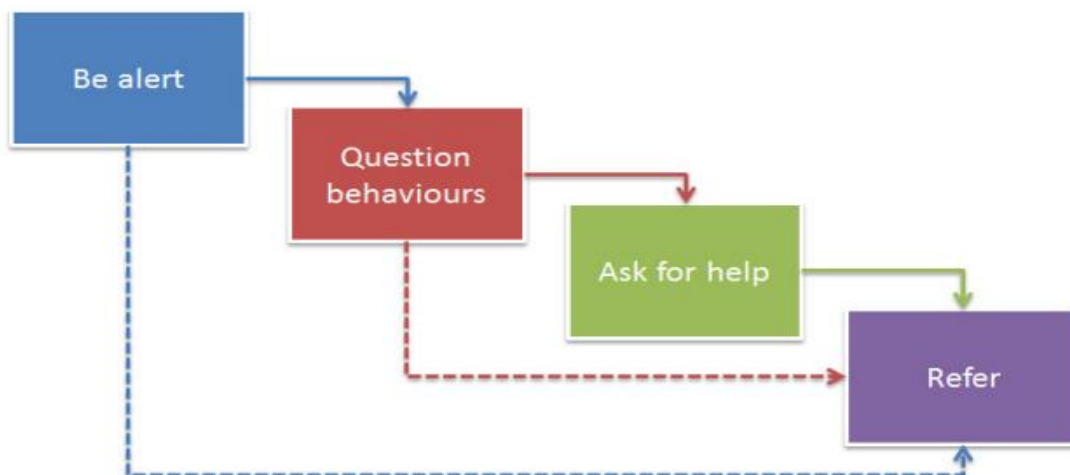 Be alert
Question
behaviours
Ask for help
Refer